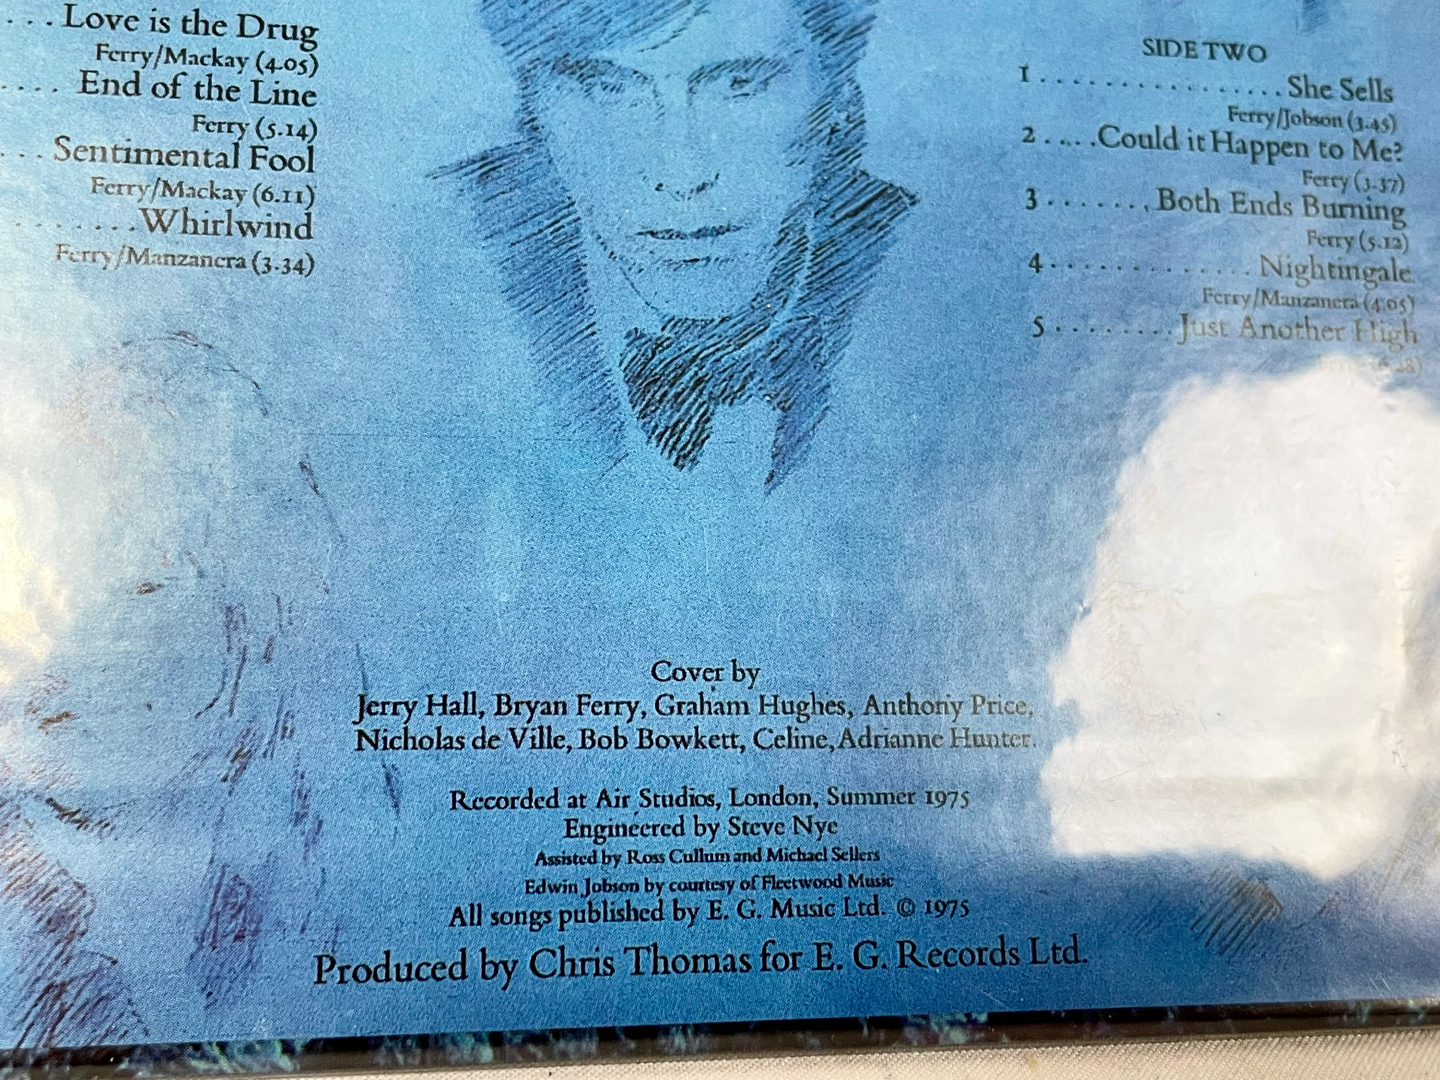 . . . Love is the Drug
Ferry/Mackay (4.05)
. . . . End of the Line
Ferry (5.14)
. . . Sentimental Fool
Ferry/Mackay (6.11)
. . . . . . . Whirlwind
Ferry/Manzanera (3.34)
SIDE TWO
1 . . . . . . . . . . . . . . . . She Sells
Ferry/Jobson (3.45)
2 . . . . . Could it Happen to Me?
Ferry (3.37)
3 . . . . . . . Both Ends Burning
Ferry (5.12)
4 . . . . . . . . . . . . . Nightingale
Ferry/Manzanera (4.05)
5 . . . . . . . . Just Another High
Cover by
Jerry Hall, Bryan Ferry, Graham Hughes, Anthony Price,
Nicholas de Ville, Bob Bowkett, Celine, Adrianne Hunter.
Recorded at Air Studios, London, Summer 1975
Engineered by Steve Nye
Assisted by Ross Cullum and Michael Sellers
Edwin Jobson by courtesy of Fleetwood Music
All songs published by E. G. Music Ltd. © 1975
Produced by Chris Thomas for E. G. Records Ltd.